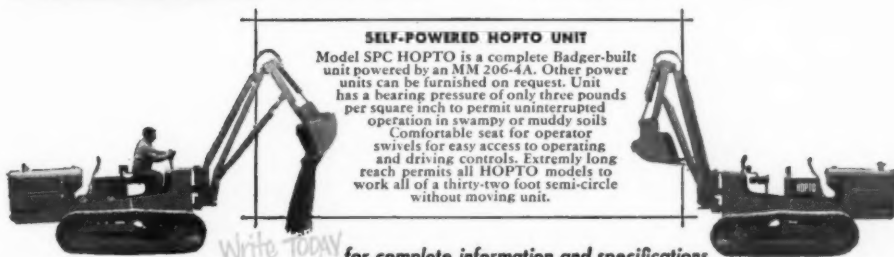 SELF-POWERED HOPTO UNIT
Model SPC HOPTO is a complete Badger-built
unit powered by an MM 206-4A. Other power
units can be furnished on request. Unit
has a bearing pressure of only three pounds
per square inch to permit uninterrupted
operation in swampy or muddy soils
Comfortable seat for operator
swivels for easy access to operating
and driving controls. Extremly long
reach permits all HOPTO models to
work all of a thirty-two foot semi-circle
without moving unit.
HOPTO
Write TODAY for complete information and specifications